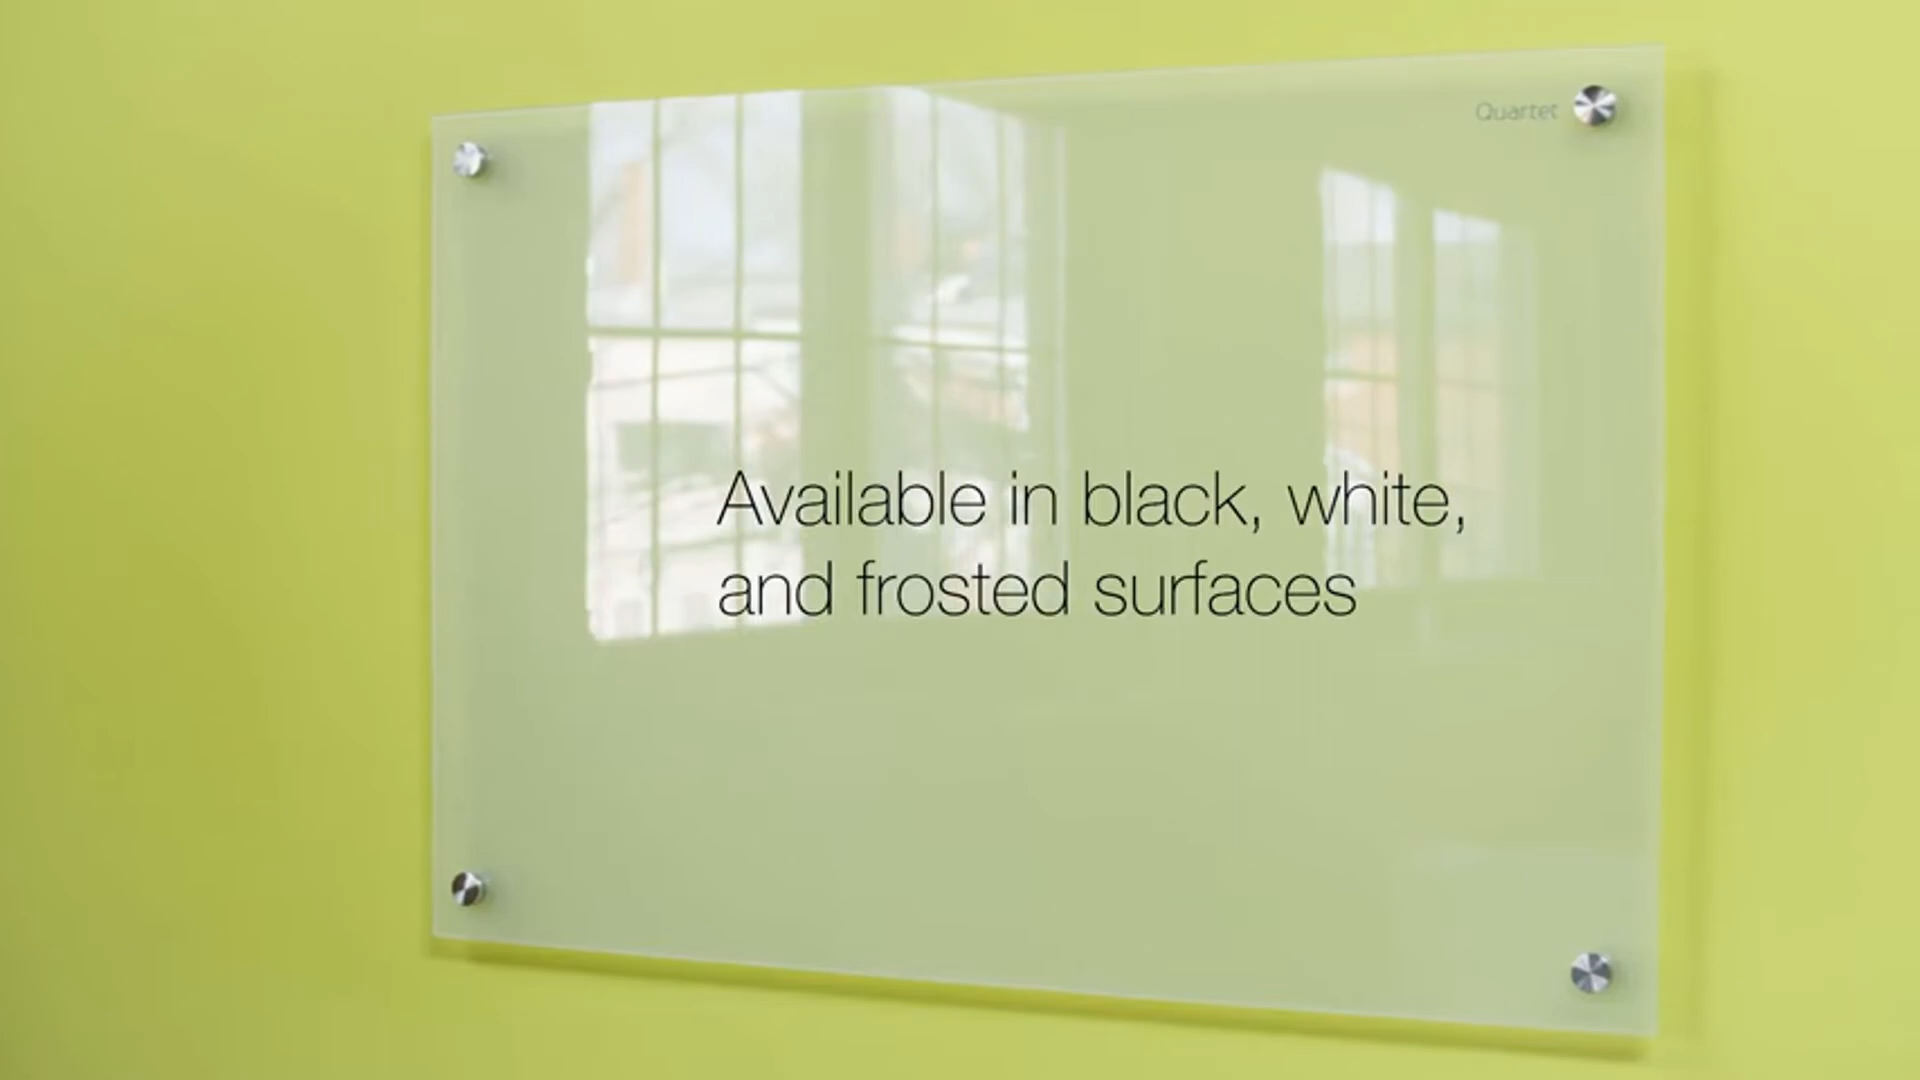 Quartet
Available in black, white,
and frosted surfaces